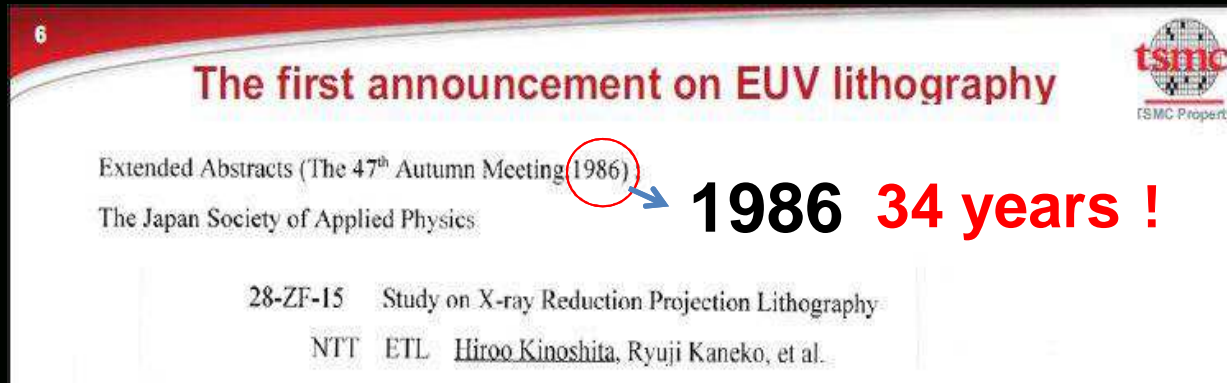 6
The first announcement on EUV lithography
tsmc
TSMC Propert
Extended Abstracts (The 47th Autumn Meeting,1986)
1986 34 years !
The Japan Society of Applied Physics
28-ZF-15 Study on X-ray Reduction Projection Lithography
NTT ETL Hiroo Kinoshita, Ryuji Kaneko, et al.